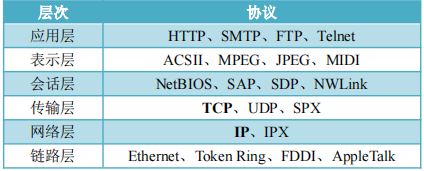 层次 协议
应用层 HTTP、SMTP、FTP、Telnet
表示层 ACSII、MPEG、JPEG、MIDI
会话层 NetBIOS、SAP、SDP、NWLink
传输层 TCP、UDP、SPX
网络层 IP、IPX
链路层 Ethernet、Token Ring、FDDI、AppleTalk